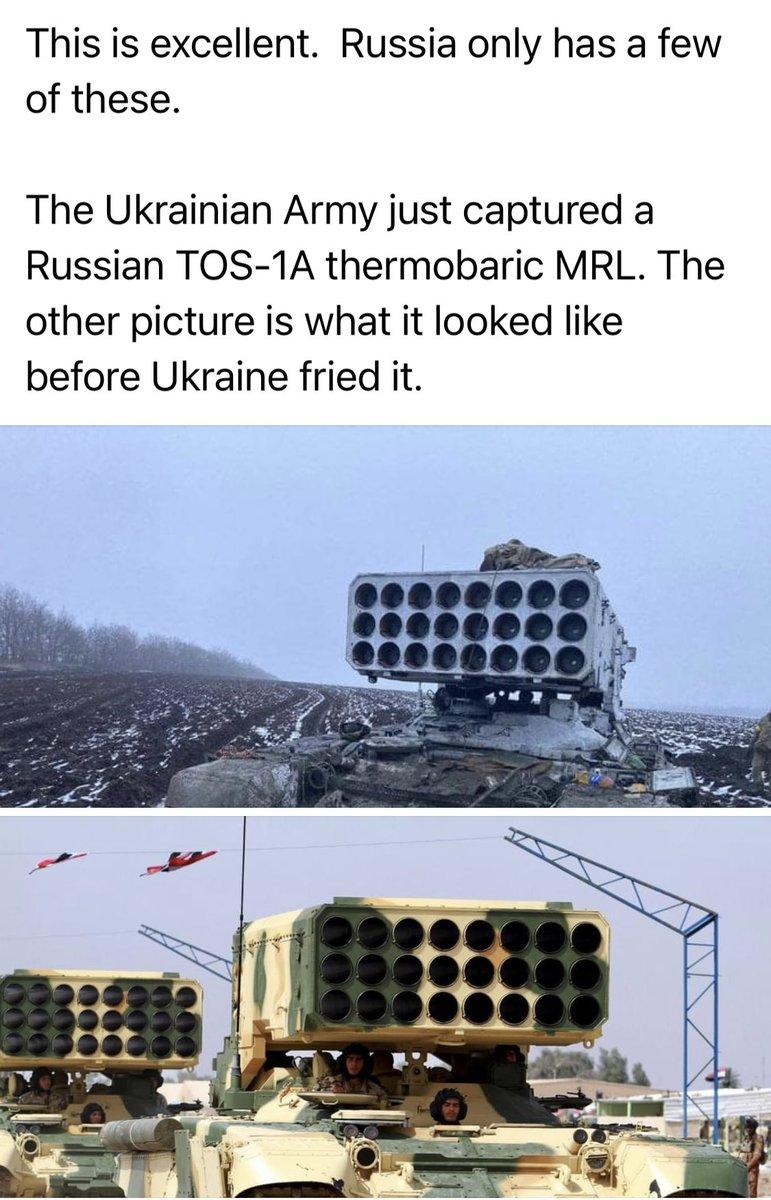 This is excellent.  Russia only has a few
of these.
The Ukrainian Army just captured a
Russian TOS-1A thermobaric MRL. The
other picture is what it looked like
before Ukraine fried it.